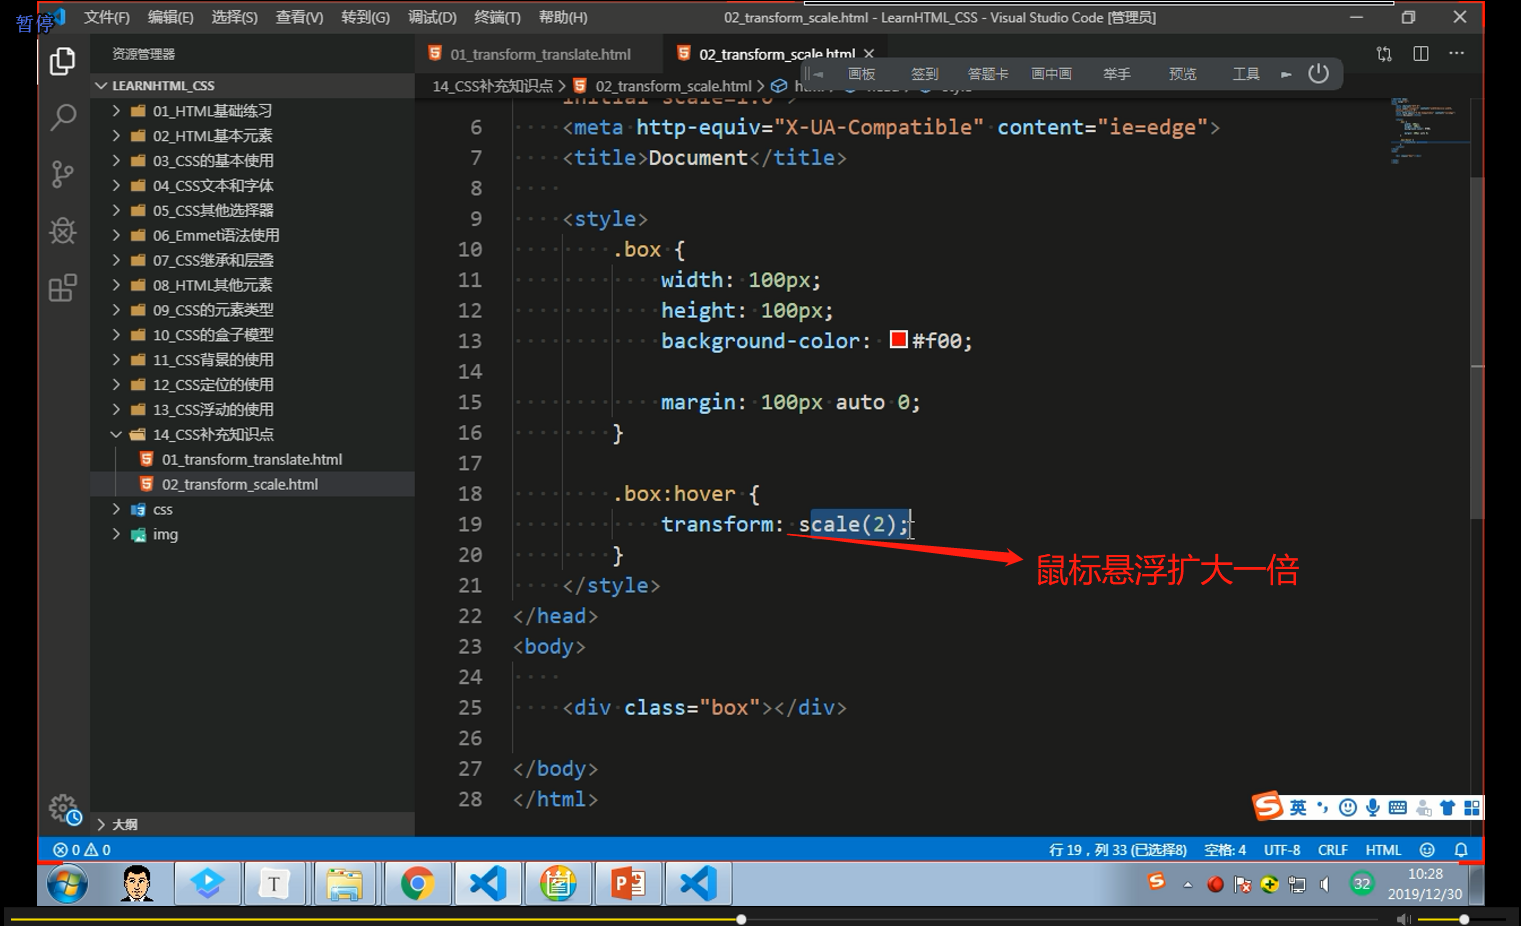 暂停
文件(F) 编辑(E) 选择(S) 查看(V) 转到(G) 调试(D) 终端(T) 帮助(H) 02_transform_scale.html - LearnHTML_CSS - Visual Studio Code [管理员]
资源管理器
LEARNHTML_CSS
01_HTML基础练习
02_HTML基本元素
03_CSS的基本使用
04_CSS文本和字体
05_CSS其他选择器
06_Emmet语法使用
07_CSS继承和层叠
08_HTML其他元素
09_CSS的元素类型
10_CSS的盒子模型
11_CSS背景的使用
12_CSS定位的使用
13_CSS浮动的使用
14_CSS补充知识点
01_transform_translate.html
02_transform_scale.html
css
img
大纲
01_transform_translate.html 02_transform_scale.html
画板 签到 答题卡 画中画 举手 预览 工具
14_CSS补充知识点 > 02_transform_scale.html >
initial-scale=1.0">
6 <meta http-equiv="X-UA-Compatible" content="ie=edge">
7 <title>Document</title>
8
9 <style>
10 .box {
11 width: 100px;
12 height: 100px;
13 background-color: #f00;
14
15 margin: 100px auto 0;
16 }
17
18 .box:hover {
19 transform: scale(2);
20 }
21 </style>
22 </head>
23 <body>
24
25 <div class="box"></div>
26
27 </body>
28 </html>
鼠标悬浮扩大一倍
英
0 0
行 19，列 33 (已选择8) 空格: 4 UTF-8 CRLF HTML
32
10:28
2019/12/30